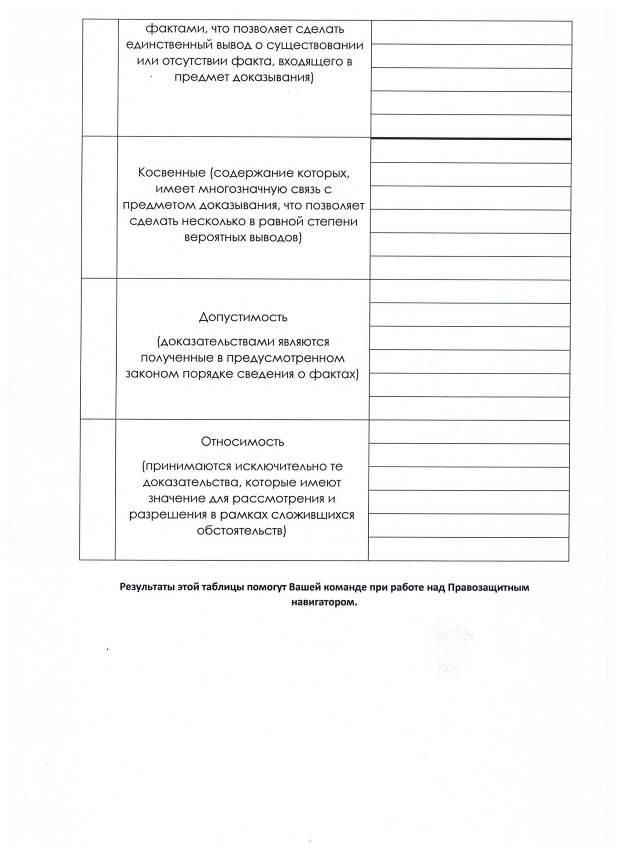 фактами, что позволяет сделать
единственный вывод о существовании
или отсутствии факта, входящего в
предмет доказывания)
Косвенные (содержание которых,
имеет многозначную связь с
предметом доказывания, что позволяет
сделать несколько в равной степени
вероятных выводов)
Допустимость
(доказательствами являются
полученные в предусмотренном
законом порядке сведения о фактах)
Относимость
(принимаются исключительно те
доказательства, которые имеют
значение для рассмотрения и
разрешения в рамках сложившихся
обстоятельств)
Результаты этой таблицы помогут Вашей команде при работе над Правозащитным
навигатором.